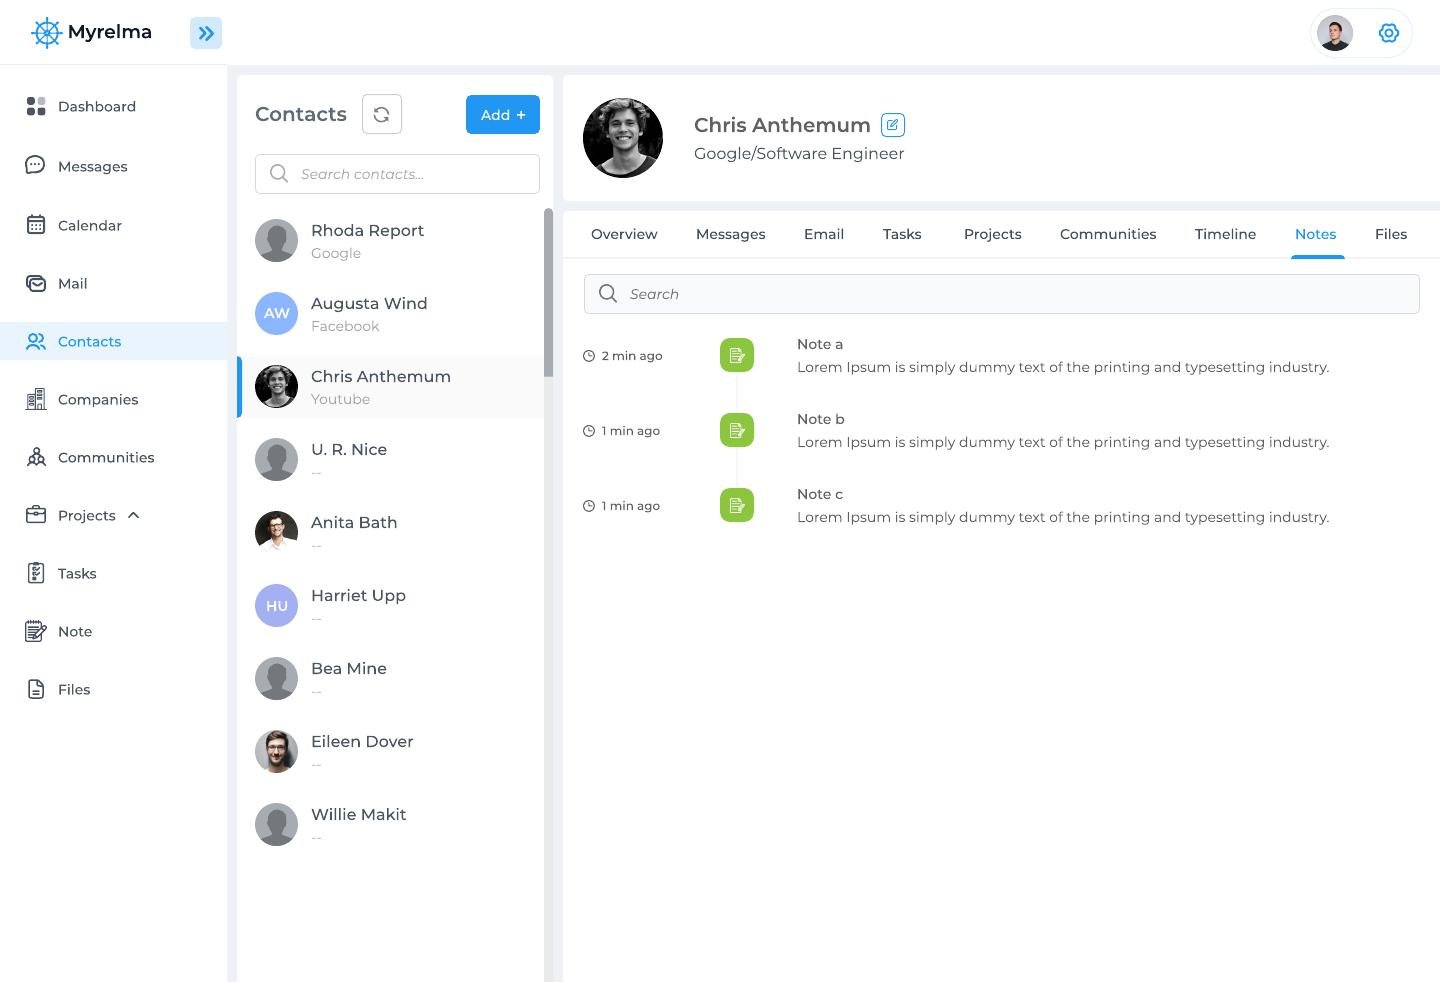 Myrelma
Dashboard
Messages
Calendar
Mail
Contacts
Companies
Communities
Projects
Tasks
Note
Files
Contacts
Add +
Search contacts...
Rhoda Report
Google
AW
Augusta Wind
Facebook
Chris Anthemum
Youtube
U. R. Nice
--
Anita Bath
--
HU
Harriet Upp
--
Bea Mine
--
Eileen Dover
--
Willie Makit
--
Chris Anthemum
Google/Software Engineer
Overview Messages Email Tasks Projects Communities Timeline Notes Files
Search
2 min ago
Note a
Lorem Ipsum is simply dummy text of the printing and typesetting industry.
1 min ago
Note b
Lorem Ipsum is simply dummy text of the printing and typesetting industry.
1 min ago
Note c
Lorem Ipsum is simply dummy text of the printing and typesetting industry.